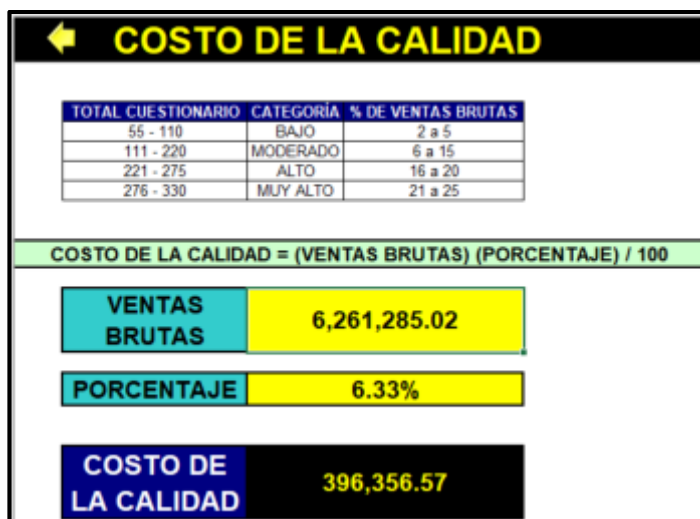 COSTO DE LA CALIDAD
TOTAL CUESTIONARIO CATEGORÍA % DE VENTAS BRUTAS
55 - 110 BAJO 2 a 5
111 - 220 MODERADO 6 a 15
221 - 275 ALTO 16 a 20
276 - 330 MUY ALTO 21 a 25
COSTO DE LA CALIDAD = (VENTAS BRUTAS) (PORCENTAJE) / 100
VENTAS
BRUTAS
6,261,285.02
PORCENTAJE 6.33%
COSTO DE
LA CALIDAD
396,356.57